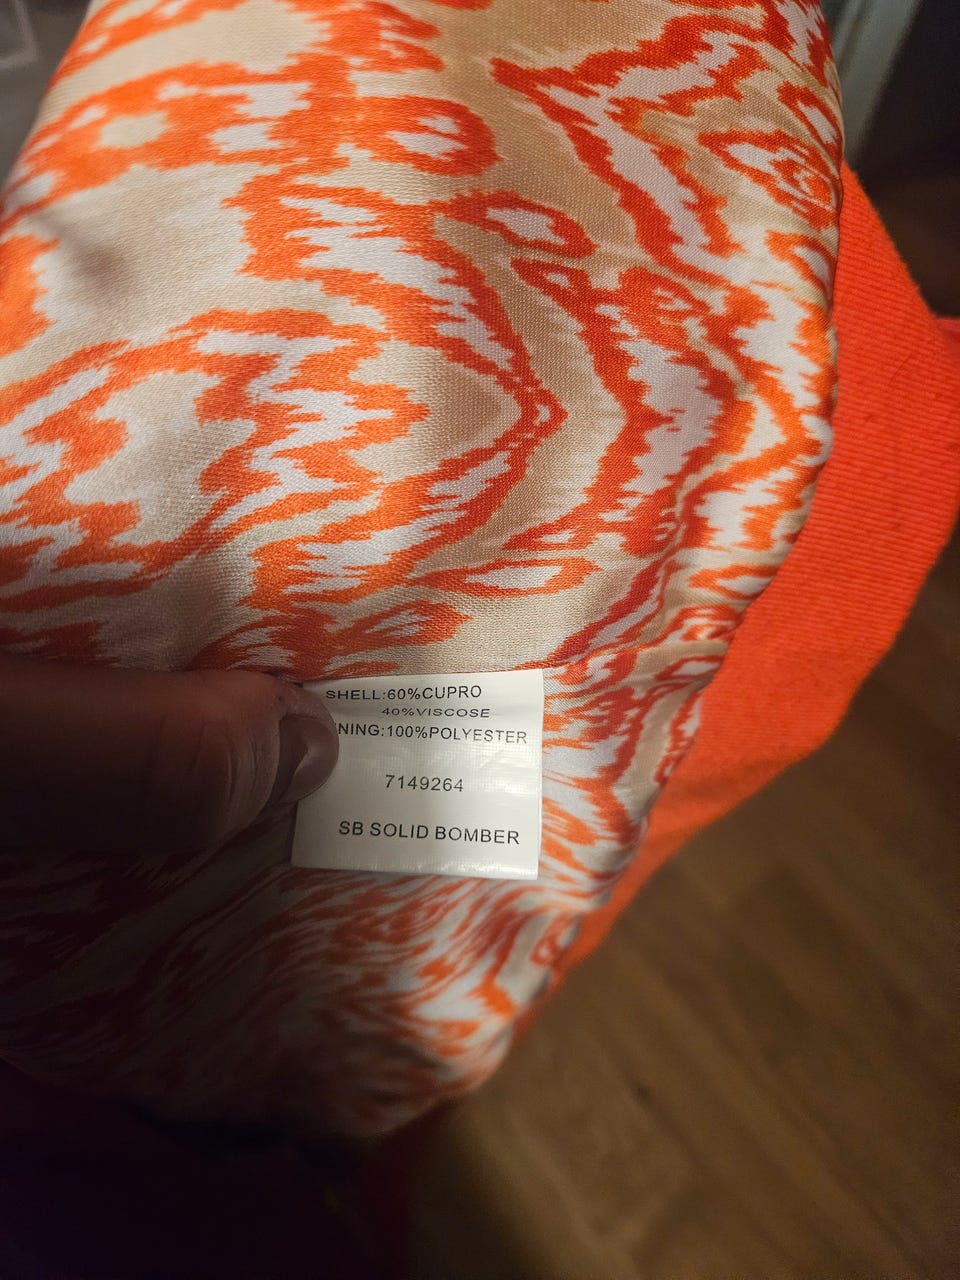 SHELL:60%CUPRO
40%VISCOSE
NING:100%POLYESTER
7149264
SB SOLID BOMBER